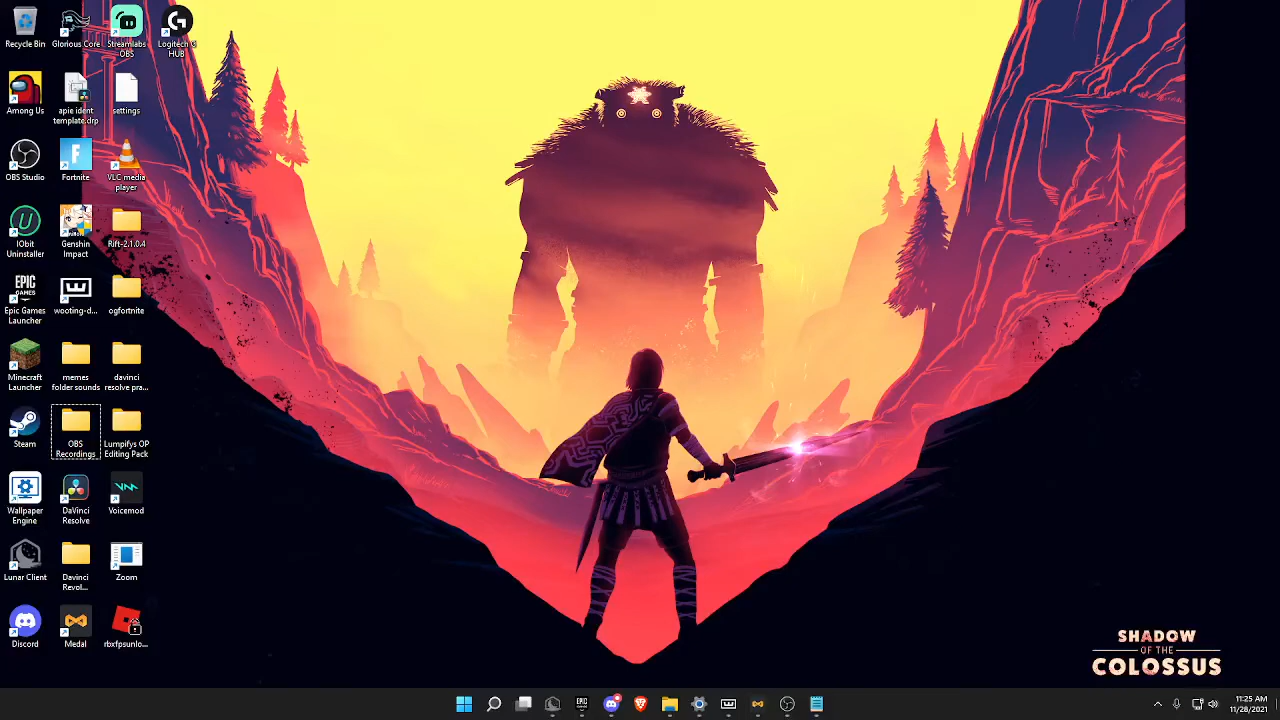 Recycle Bin
Glorious Core
Streamlabs
OBS
Logitech G
HUB
Among Us
apie ident
template.drp
settings
OBS Studio
Fortnite
VLC media
player
IObit
Uninstaller
Genshin
Impact
Rift-2.1.0.4
EPIC
GAMES
Epic Games
Launcher
wooting-d...
ogfortnite
Minecraft
Launcher
memes
folder sounds
davinci
resolve pra...
Steam
OBS
Recordings
Lumpifys OP
Editing Pack
Wallpaper
Engine
DaVinci
Resolve
Voicemod
Lunar Client
Davinci
Revol...
Zoom
Discord
Medal
rbxfpsunlo...
SHADOW
OF THE
COLOSSUS
11:25 AM
11/28/2021